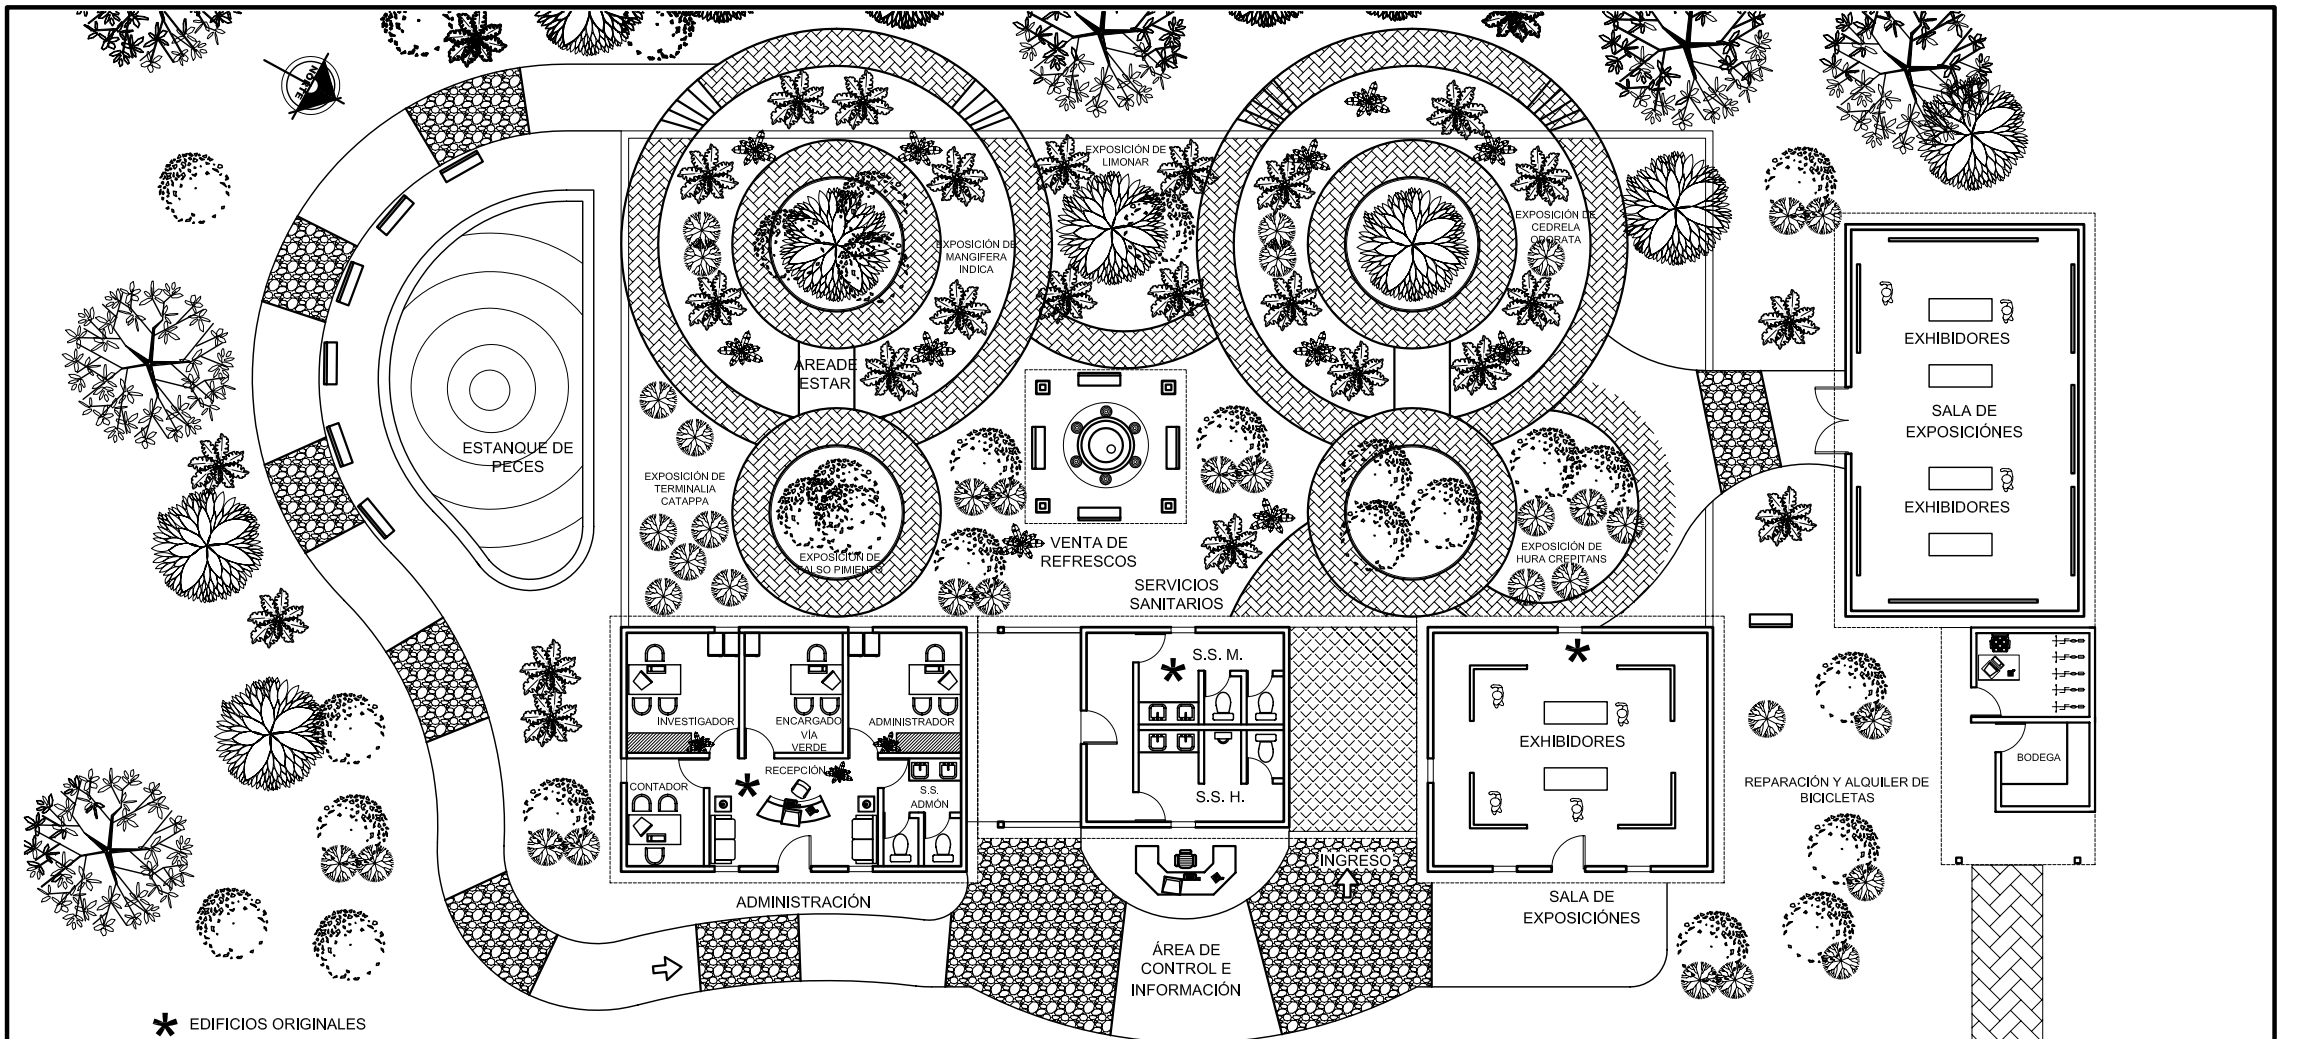 NORTE
EXPOSICIÓN DE
LIMONAR
EXPOSICIÓN DE
MANGIFERA
INDICA
EXPOSICIÓN DE
CEDRELA
ODORATA
EXHIBIDORES
SALA DE
EXPOSICIÓNES
EXHIBIDORES
AREADE
ESTAR
ESTANQUE DE
PECES
EXPOSICIÓN DE
TERMINALIA
CATAPPA
EXPOSICIÓN DE
FALSO PIMIENTO
VENTA DE
REFRESCOS
SERVICIOS
SANITARIOS
EXPOSICIÓN DE
HURA CREPITANS
INVESTIGADOR
ENCARGADO
VÍA
VERDE
ADMINISTRADOR
RECEPCIÓN
CONTADOR
S.S.
ADMÓN
S.S. M.
S.S. H.
EXHIBIDORES
BODEGA
REPARACIÓN Y ALQUILER DE
BICICLETAS
INGRESO
ADMINISTRACIÓN
SALA DE
EXPOSICIÓNES
ÁREA DE
CONTROL E
INFORMACIÓN
* EDIFICIOS ORIGINALES